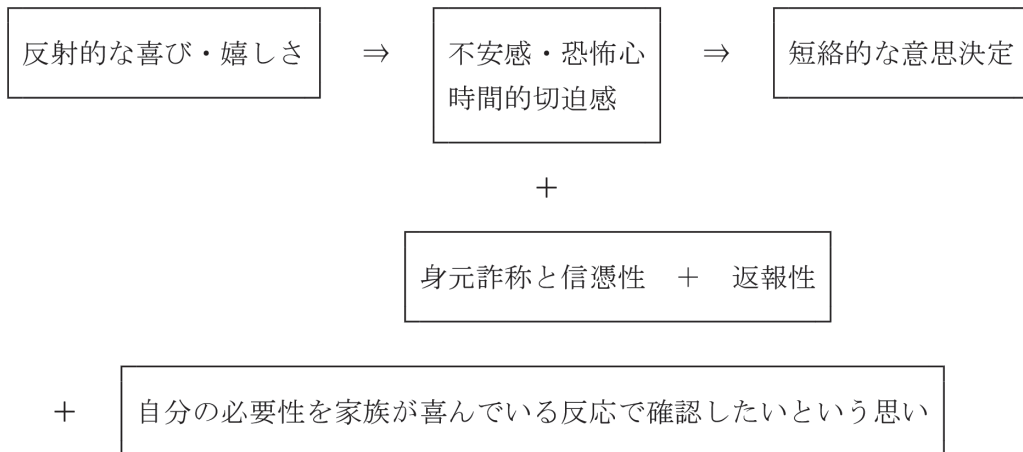 反射的な喜び・嬉しさ ⇒ 不安感・恐怖心 ⇒ 短絡的な意思決定
時間的切迫感
+
身元詐称と信憑性 + 返報性
+ 自分の必要性を家族が喜んでいる反応で確認したいという思い